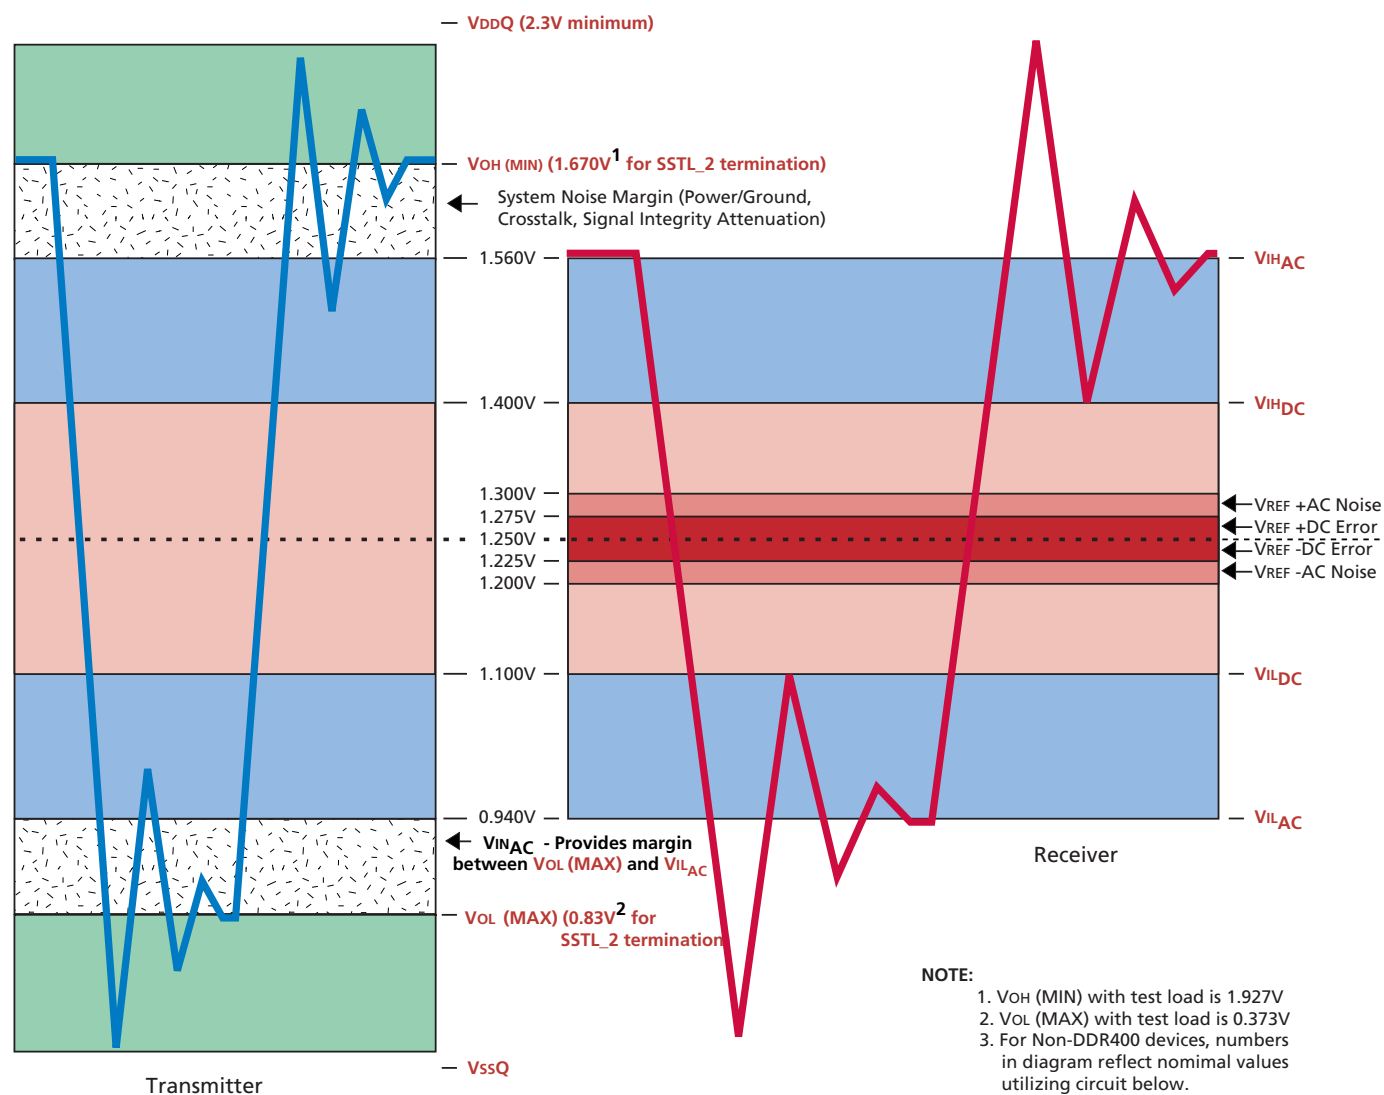 VDDQ (2.3V minimum)
VOH (MIN) (1.670V1 for SSTL_2 termination)
System Noise Margin (Power/Ground,
Crosstalk, Signal Integrity Attenuation)
1.560V
VIHAC
1.400V
VIHDC
1.300V
VREF +AC Noise
1.275V
VREF +DC Error
1.250V
VREF -DC Error
1.225V
VREF -AC Noise
1.200V
1.100V
VILDC
0.940V
VILAC
VINAC - Provides margin
between VOL (MAX) and VILAC
Receiver
VOL (MAX) (0.83V2 for
SSTL_2 termination
NOTE:
1. VOH (MIN) with test load is 1.927V
2. VOL (MAX) with test load is 0.373V
3. For Non-DDR400 devices, numbers
in diagram reflect nomimal values
utilizing circuit below.
VssQ
Transmitter